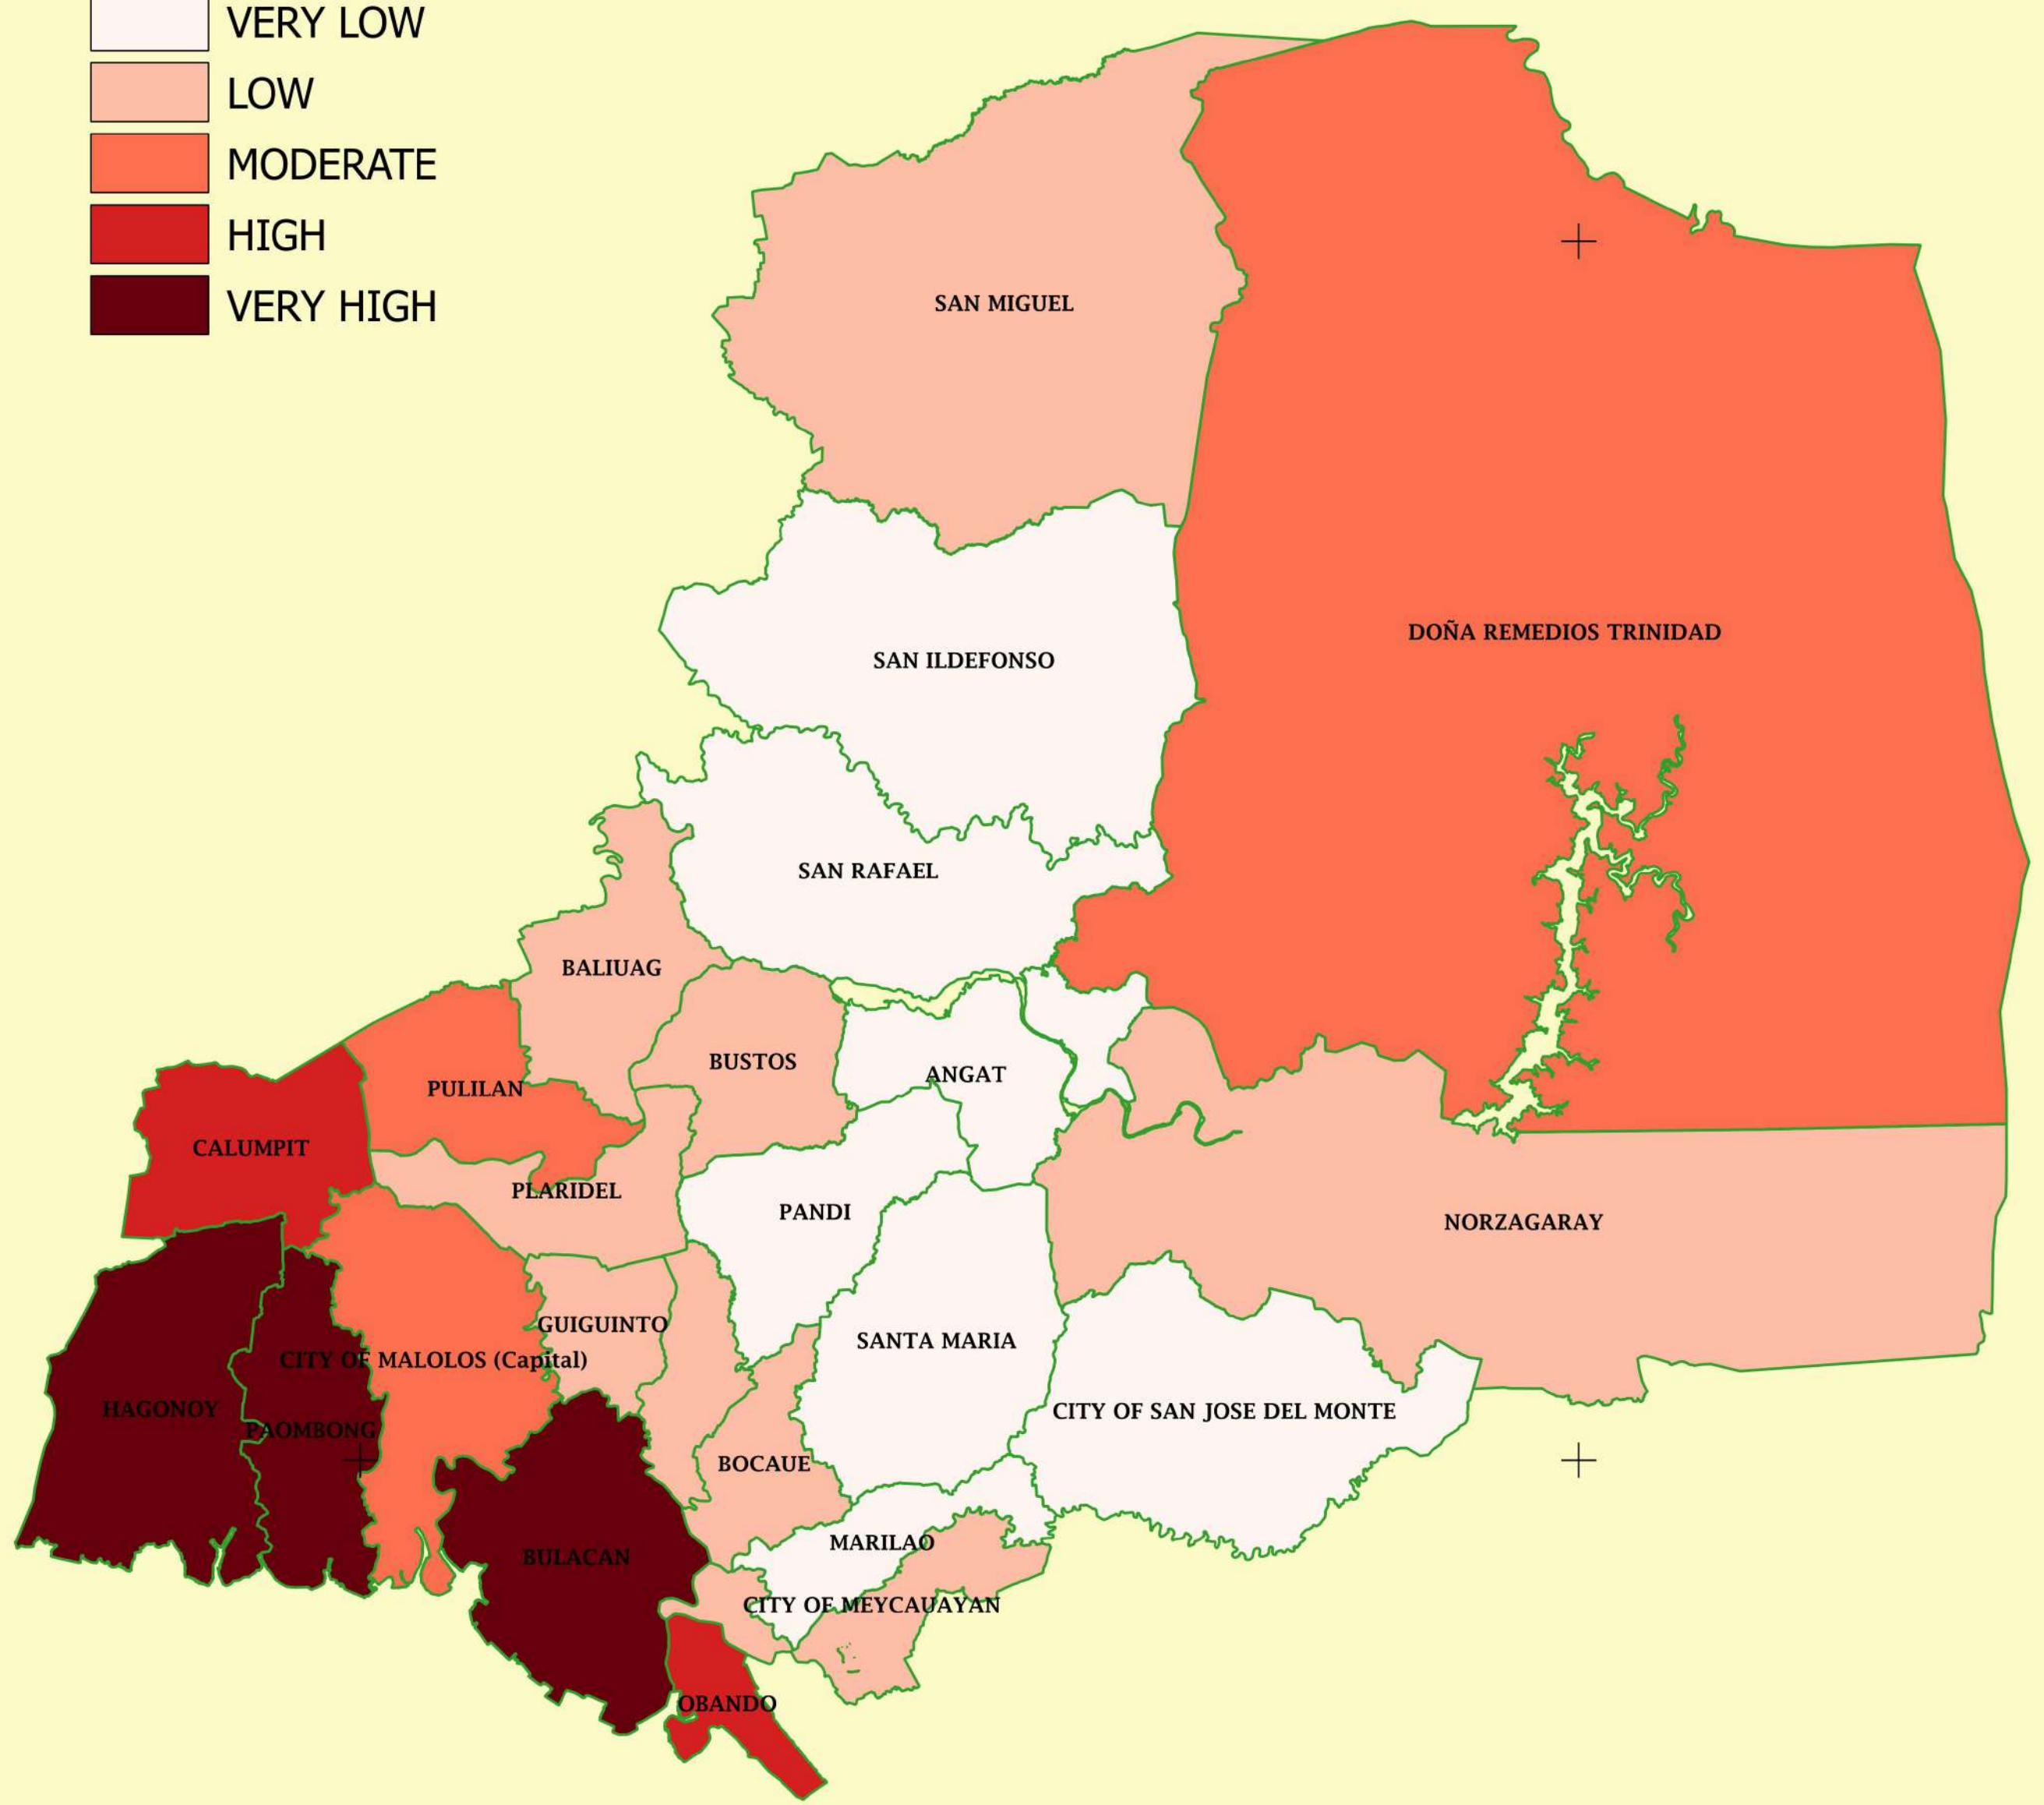 VERY LOW
LOW
MODERATE
HIGH
VERY HIGH
SAN MIGUEL
DOÑA REMEDIOS TRINIDAD
SAN ILDEFONSO
SAN RAFAEL
BALIUAG
BUSTOS
ANGAT
PULILAN
CALUMPIT
PLARIDEL
PANDI
NORZAGARAY
GUIGUINTO
SANTA MARIA
CITY OF MALOLOS (Capital)
HAGONOY
CITY OF SAN JOSE DEL MONTE
PAOMBONG
BOCAUE
MARILAO
BULACAN
CITY OF MEYCAUAYAN
OBANDO